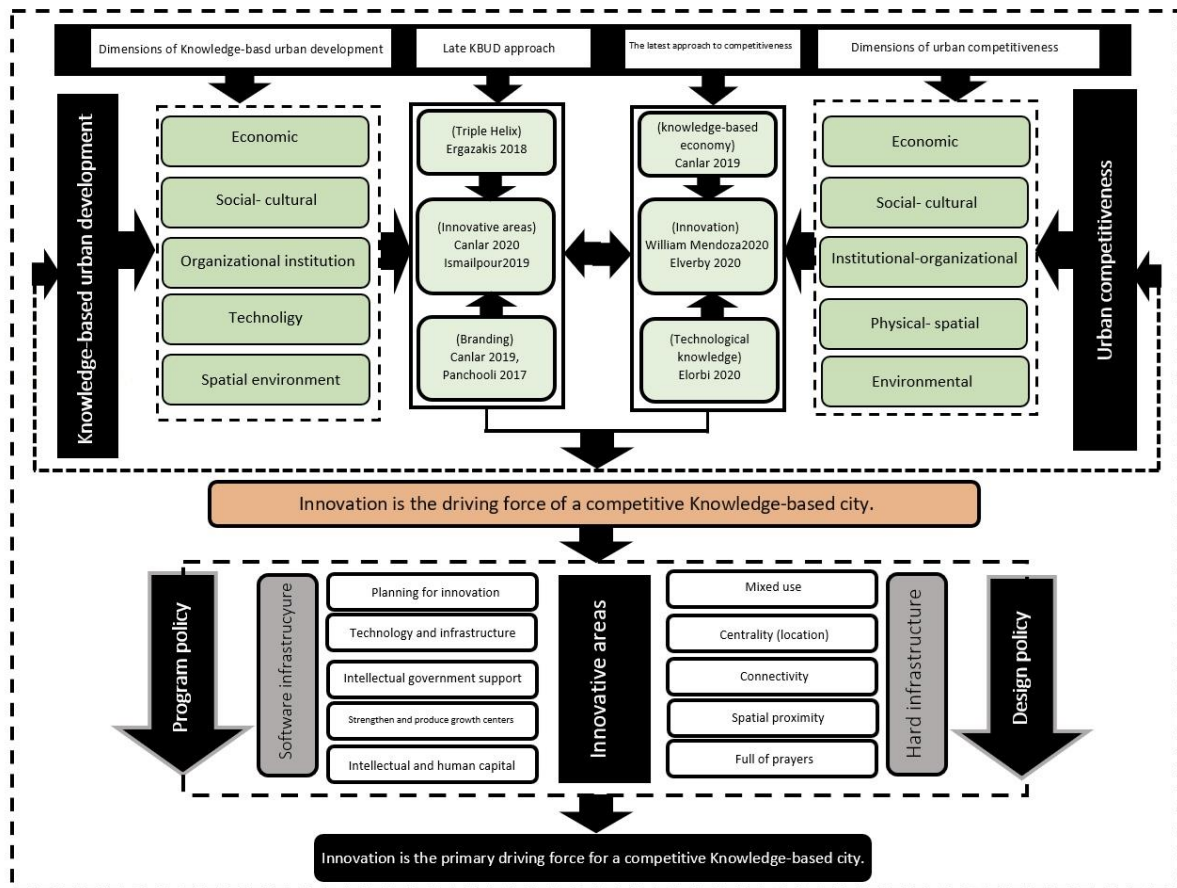 Dimensions of Knowledge-basd urban development
Late KBUD approach
The latest approach to competitiveness
Dimensions of urban competitiveness
Knowledge-based urban development
Economic
Social- cultural
Organizational institution
Technoligy
Spatial environment
(Triple Helix)
Ergazakis 2018
(Innovative areas)
Canlar 2020
Ismailpour2019
(Branding)
Canlar 2019,
Panchooli 2017
(knowledge-based
economy)
Canlar 2019
(Innovation)
William Mendoza2020
Elverby 2020
(Technological
knowledge)
Elorbi 2020
Economic
Social- cultural
Institutional-organizational
Physical- spatial
Environmental
Urban competitiveness
Innovation is the driving force of a competitive Knowledge-based city.
Program policy
Software infrastrucyure
Planning for innovation
Technology and infrastructure
Intellectual government support
Strengthen and produce growth centers
Intellectual and human capital
Innovative areas
Mixed use
Centrality (location)
Connectivity
Spatial proximity
Full of prayers
Hard infrastructure
Design policy
Innovation is the primary driving force for a competitive Knowledge-based city.